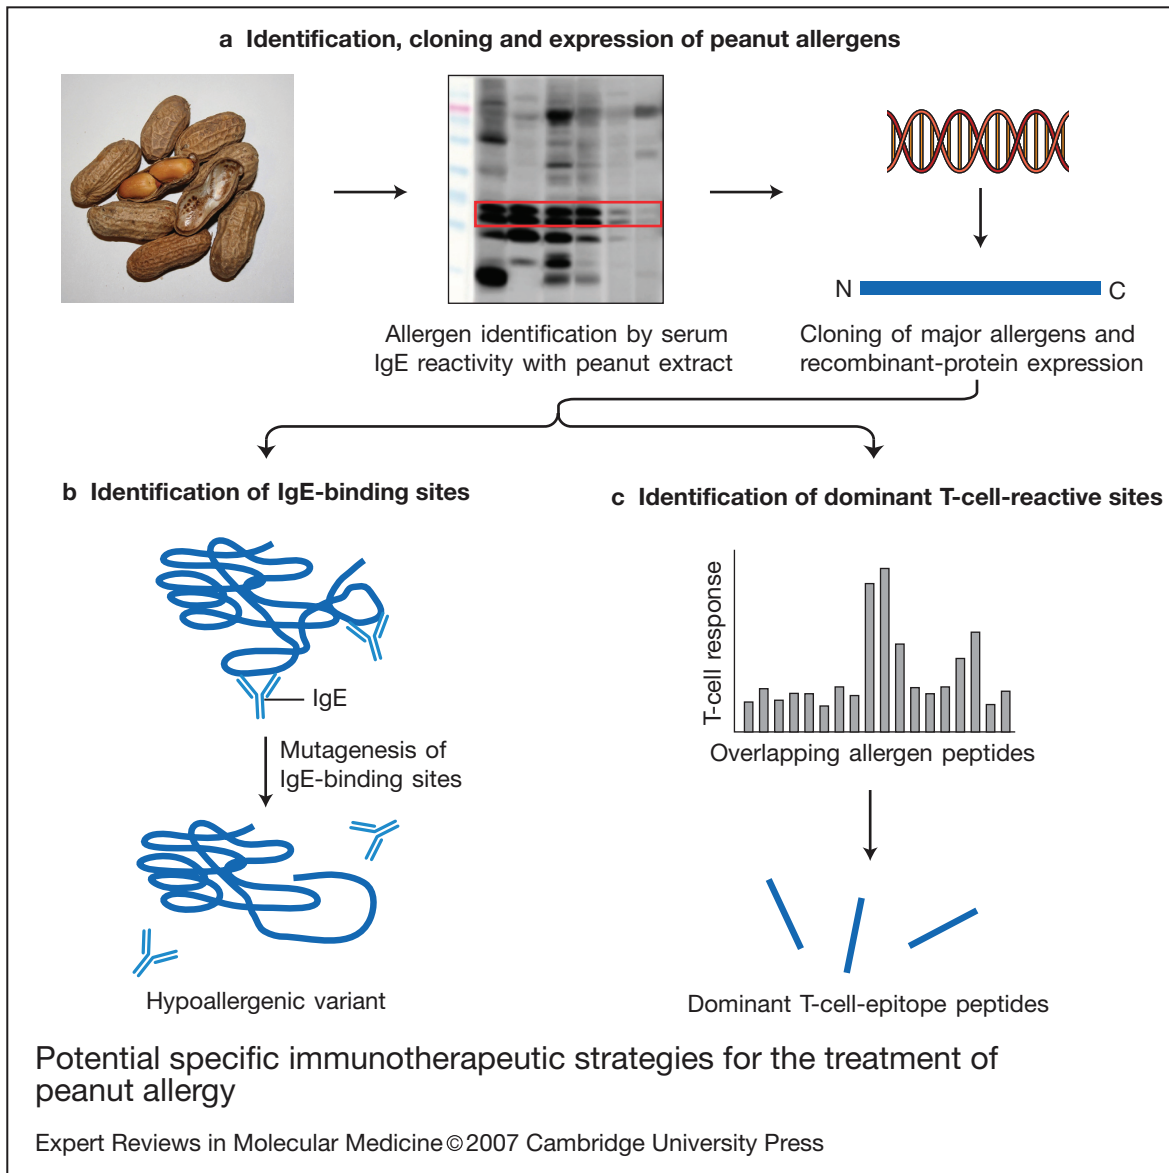 a Identification, cloning and expression of peanut allergens
Allergen identification by serum
IgE reactivity with peanut extract
N
C
Cloning of major allergens and
recombinant-protein expression
b Identification of IgE-binding sites
IgE
Mutagenesis of
IgE-binding sites
Hypoallergenic variant
c Identification of dominant T-cell-reactive sites
T-cell response
Overlapping allergen peptides
Dominant T-cell-epitope peptides
Potential specific immunotherapeutic strategies for the treatment of
peanut allergy
Expert Reviews in Molecular Medicine ©2007 Cambridge University Press